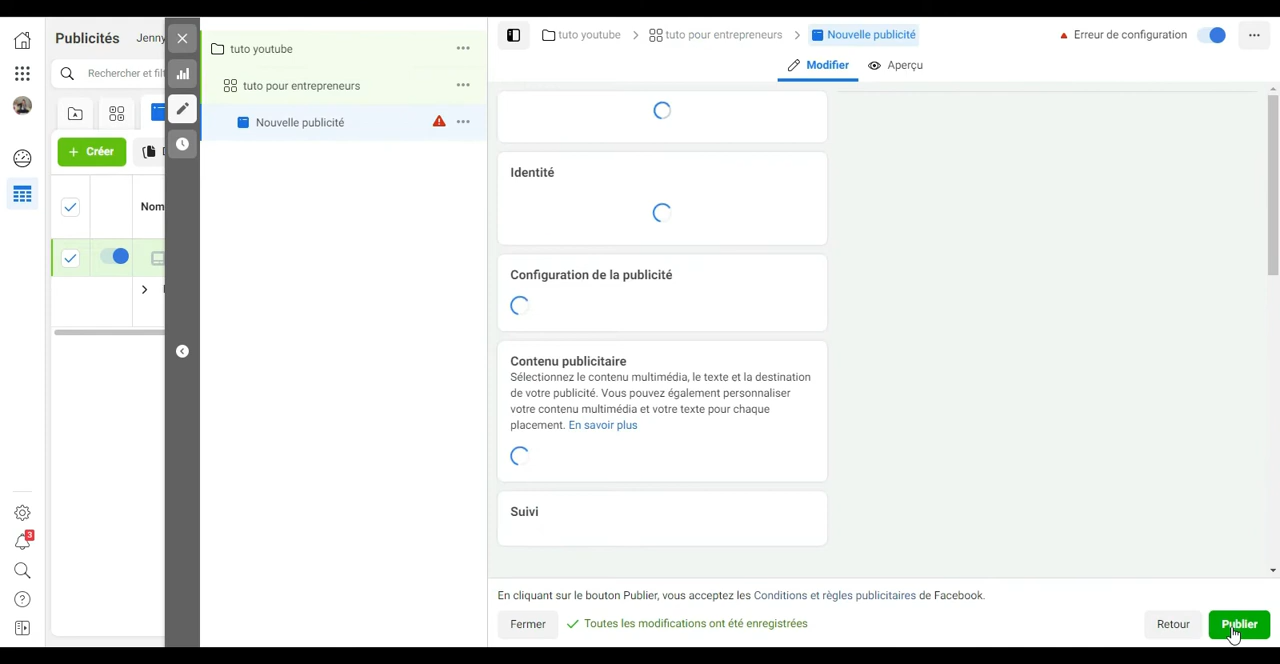 Publicités
Jenny
tuto youtube
tuto youtube
tuto pour entrepreneurs
Nouvelle publicité
Erreur de configuration
Modifier
Aperçu
Rechercher et filt
tuto pour entrepreneurs
Nouvelle publicité
Créer
Nom
Identité
Configuration de la publicité
Contenu publicitaire
Sélectionnez le contenu multimédia, le texte et la destination
de votre publicité. Vous pouvez également personnaliser
votre contenu multimédia et votre texte pour chaque
placement. En savoir plus
Suivi
3
En cliquant sur le bouton Publier, vous acceptez les Conditions et règles publicitaires de Facebook.
Fermer
Toutes les modifications ont été enregistrées
Retour
Publier